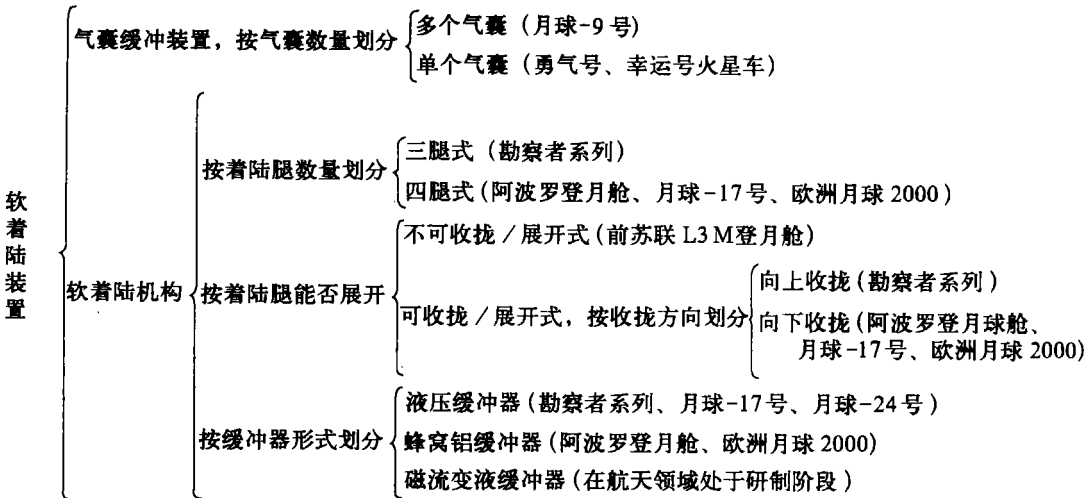 软着陆装置
气囊缓冲装置，按气囊数量划分
多个气囊（月球-9号）
单个气囊（勇气号、幸运号火星车）
软着陆机构
按着陆腿数量划分
三腿式（勘察者系列）
四腿式（阿波罗登月舱、月球-17号、欧洲月球2000）
按着陆腿能否展开
不可收拢／展开式（前苏联L3M登月舱）
可收拢／展开式，按收拢方向划分
向上收拢（勘察者系列）
向下收拢（阿波罗登月球舱、
月球-17号、欧洲月球2000）
按缓冲器形式划分
液压缓冲器（勘察者系列、月球-17号、月球-24号）
蜂窝铝缓冲器（阿波罗登月舱、欧洲月球2000）
磁流变液缓冲器（在航天领域处于研制阶段）